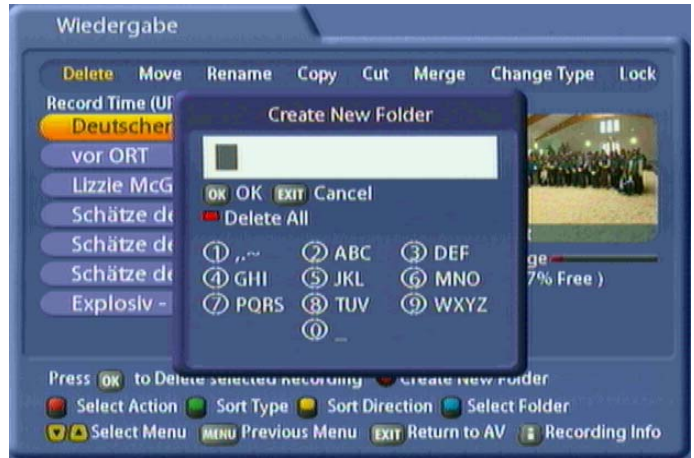 Wiedergabe
Delete Move Rename Copy Cut Merge Change Type Lock
Record Time (UP
Create New Folder
Deutscher
vor ORT
Lizzie McG
OK OK EXIT Cancel
Schätze de
Delete All
Schätze de
1 ,.~ 2 ABC 3 DEF
Schätze de
4 GHI 5 JKL 6 MNO
7% Free )
Explosiv -
7 PQRS 8 TUV 9 WXYZ
0 _
Press OK to Delete selected Recording Create New Folder
Select Action Sort Type Sort Direction Select Folder
Select Menu MENU Previous Menu EXIT Return to AV i Recording Info